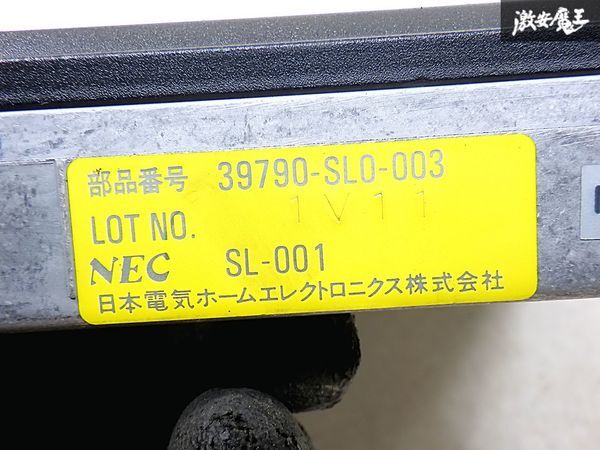 激安魔王
部品番号 39790-SL0-003
LOT NO. 1V11
NEC SL-001
日本電気ホームエレクトロニクス株式会社